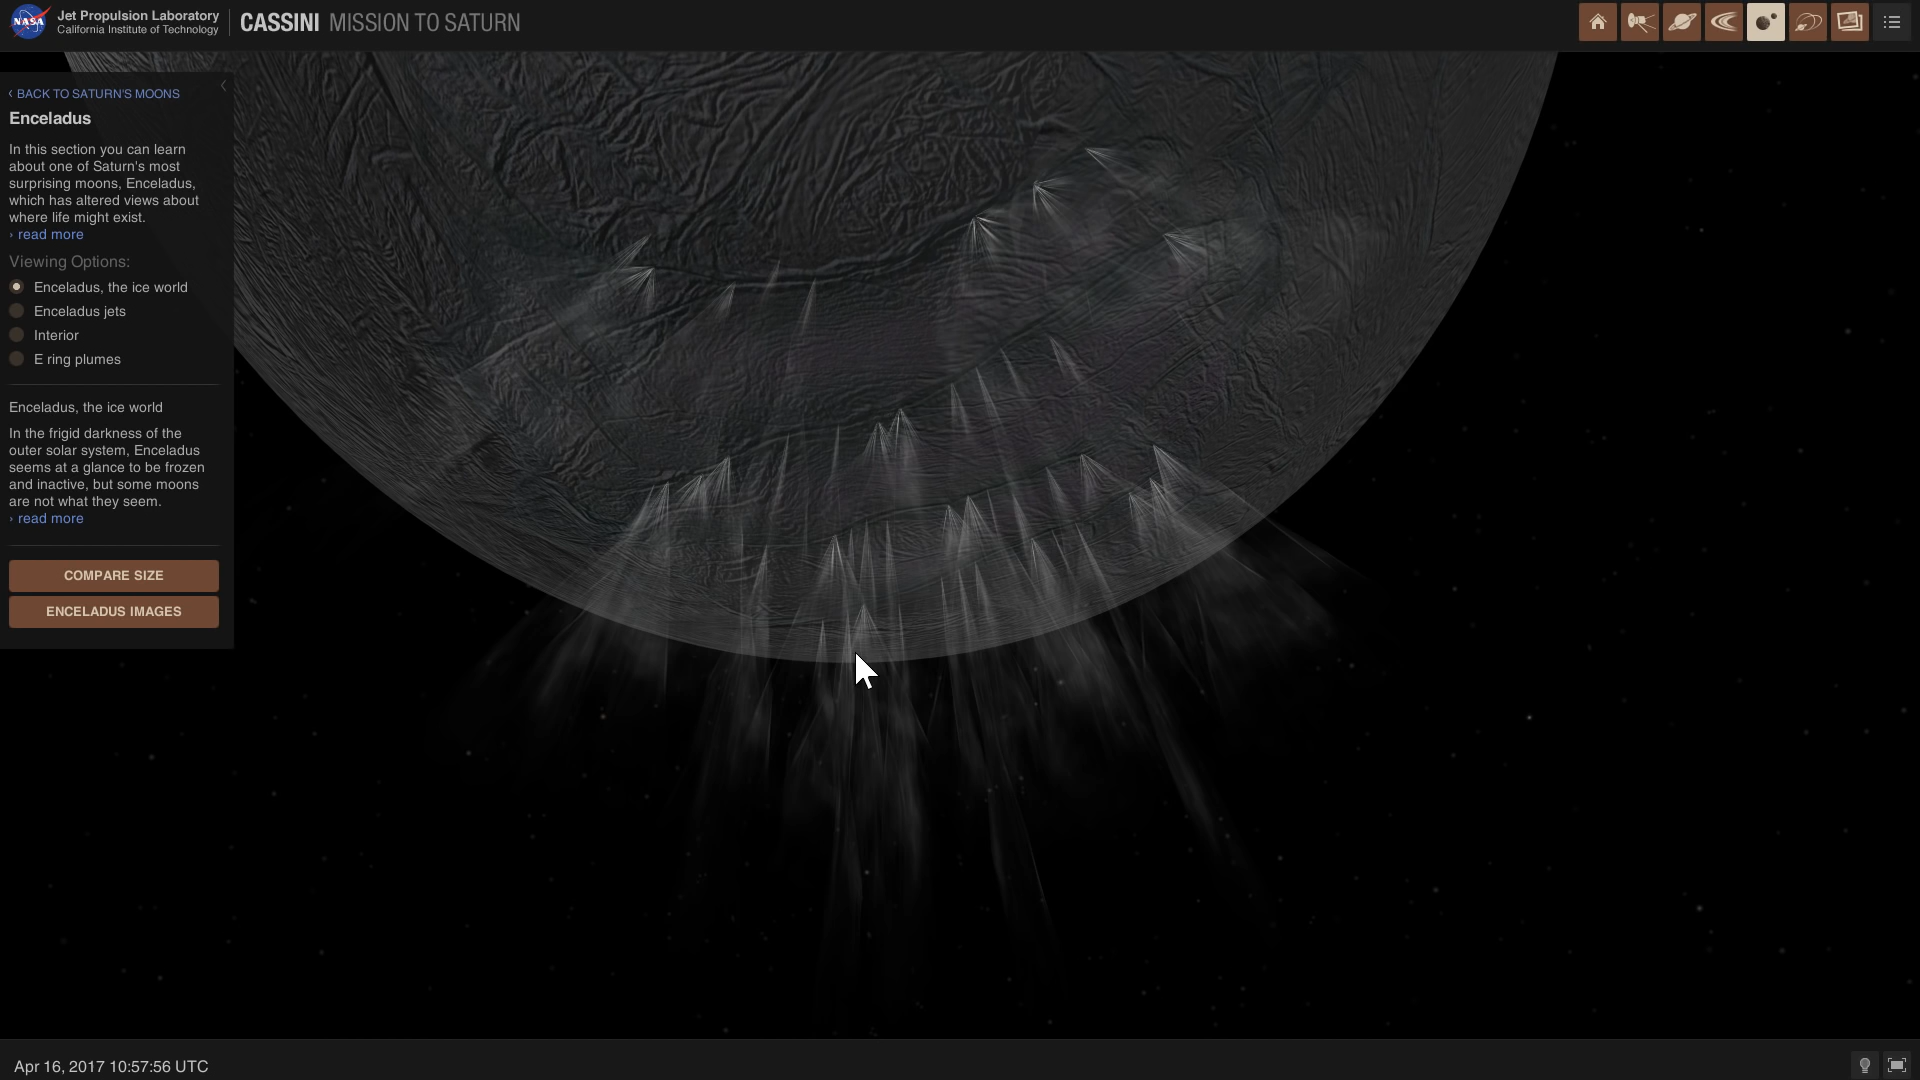 NASA
Jet Propulsion Laboratory
California Institute of Technology
CASSINI MISSION TO SATURN
‹ BACK TO SATURN'S MOONS
Enceladus
In this section you can learn
about one of Saturn's most
surprising moons, Enceladus,
which has altered views about
where life might exist.
› read more
Viewing Options:
Enceladus, the ice world
Enceladus jets
Interior
E ring plumes
Enceladus, the ice world
In the frigid darkness of the
outer solar system, Enceladus
seems at a glance to be frozen
and inactive, but some moons
are not what they seem.
› read more
COMPARE SIZE
ENCELADUS IMAGES
Apr 16, 2017 10:57:56 UTC